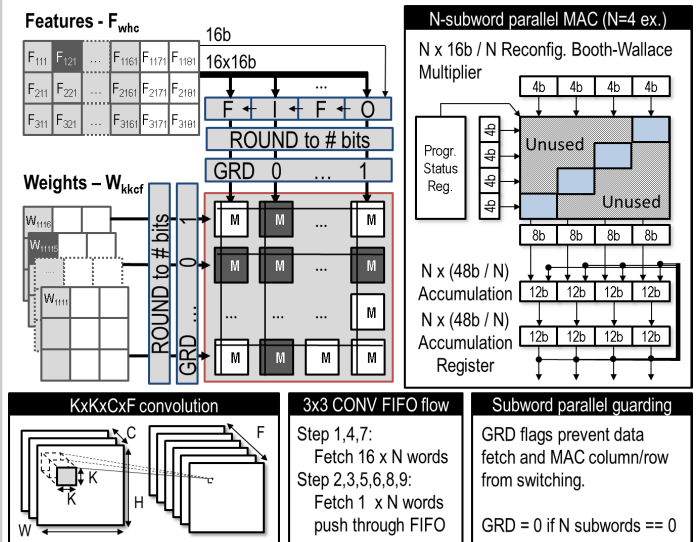 Features - Fwhc
16b
16x16b
F111 F121 ... F1161 F1171 F1181
F211 F221 ... F2161 F2171 F2181
F311 F321 ... F3161 F3171 F3181
...
F I F O
ROUND to # bits
GRD 0 ... 1
Weights – Wkkcf
W1116
W11115
...
W1111
ROUND to # bits
GRD ... 0 1
M M ... M
M M ... M
... ... M
M M M M
N-subword parallel MAC (N=4 ex.)
N x 16b / N Reconfig. Booth-Wallace
Multiplier
4b 4b 4b 4b
Progr.
Status
Reg.
4b
4b
4b
4b
Unused
Unused
8b 8b 8b 8b
N x (48b / N)
Accumulation
12b 12b 12b 12b
N x (48b / N)
Accumulation
Register
12b 12b 12b 12b
KxKxCxF convolution
C
F
K
K
H
W
3x3 CONV FIFO flow
Step 1,4,7:
Fetch 16 x N words
Step 2,3,5,6,8,9:
Fetch 1 x N words
push through FIFO
Subword parallel guarding
GRD flags prevent data
fetch and MAC column/row
from switching.
GRD = 0 if N subwords == 0